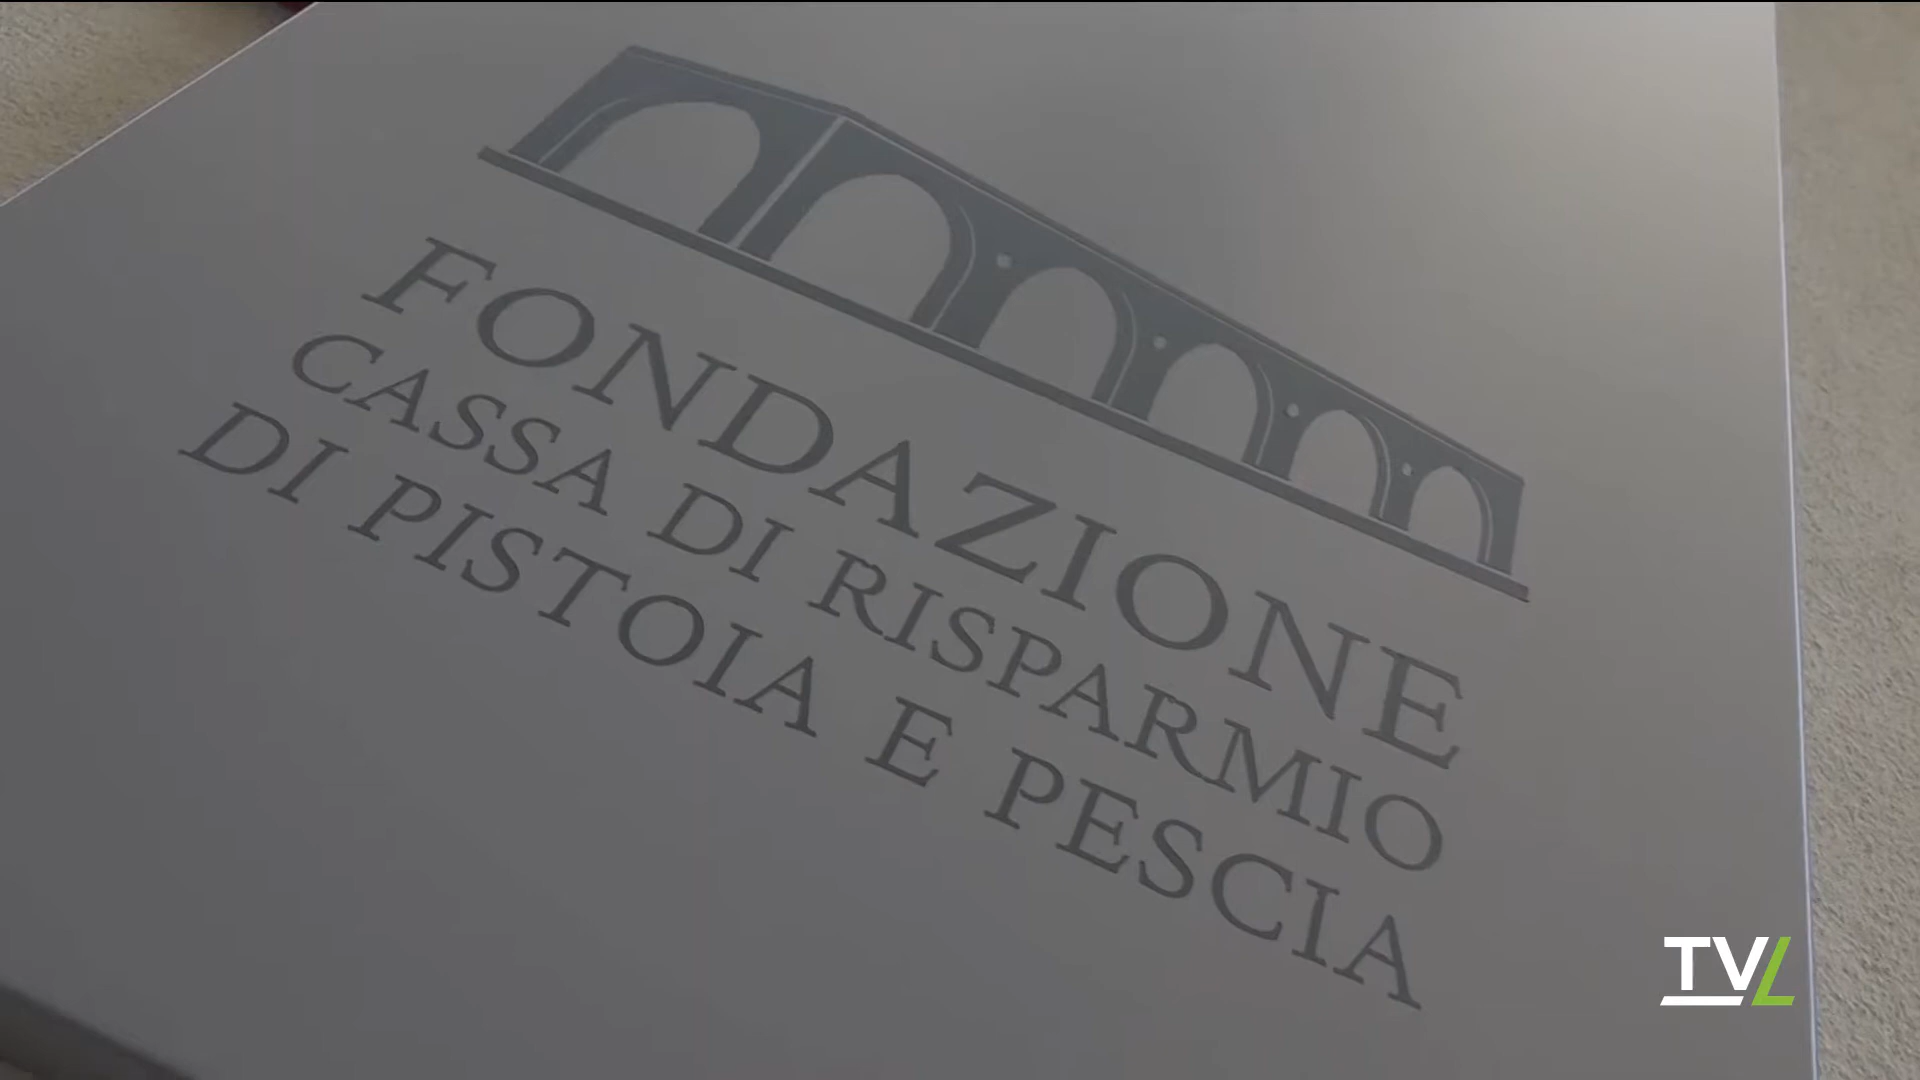 FONDAZIONE
CASSA DI RISPARMIO
DI PISTOIA E PESCIA
TVL